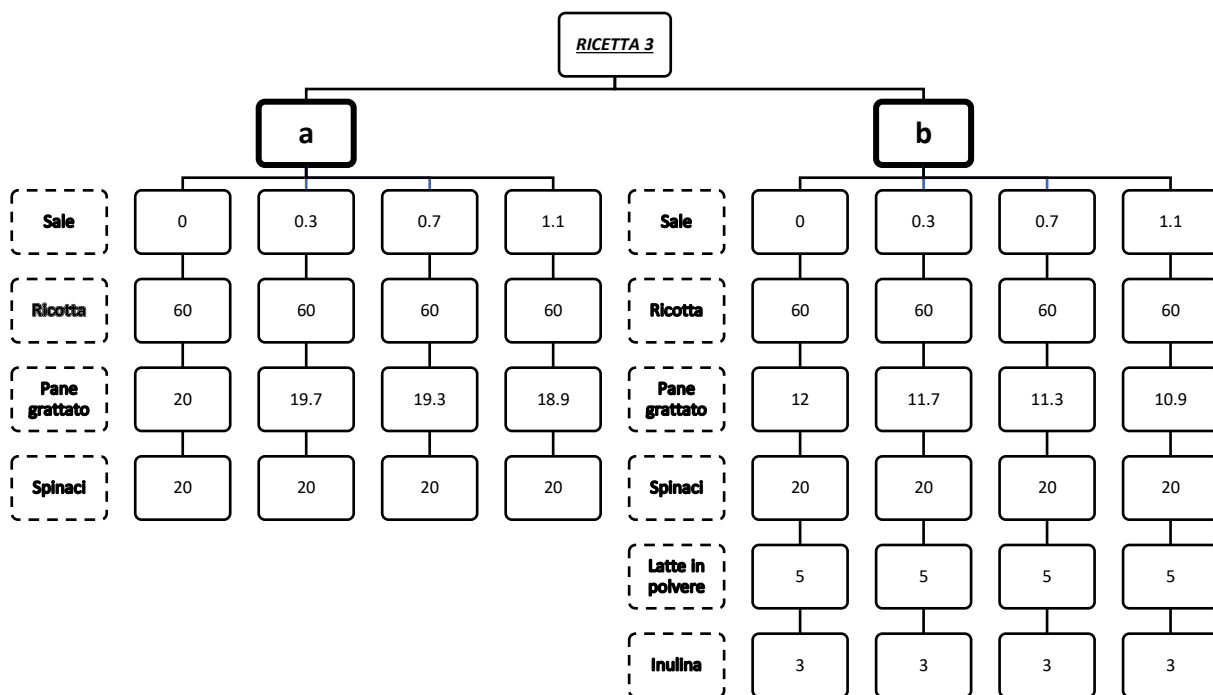 RICETTA 3
a
b
Sale 0 0.3 0.7 1.1
Sale 0 0.3 0.7 1.1
Ricotta 60 60 60 60
Ricotta 60 60 60 60
Pane
grattato 20 19.7 19.3 18.9
Pane
grattato 12 11.7 11.3 10.9
Spinaci 20 20 20 20
Spinaci 20 20 20 20
Latte in
polvere 5 5 5 5
Inulina 3 3 3 3